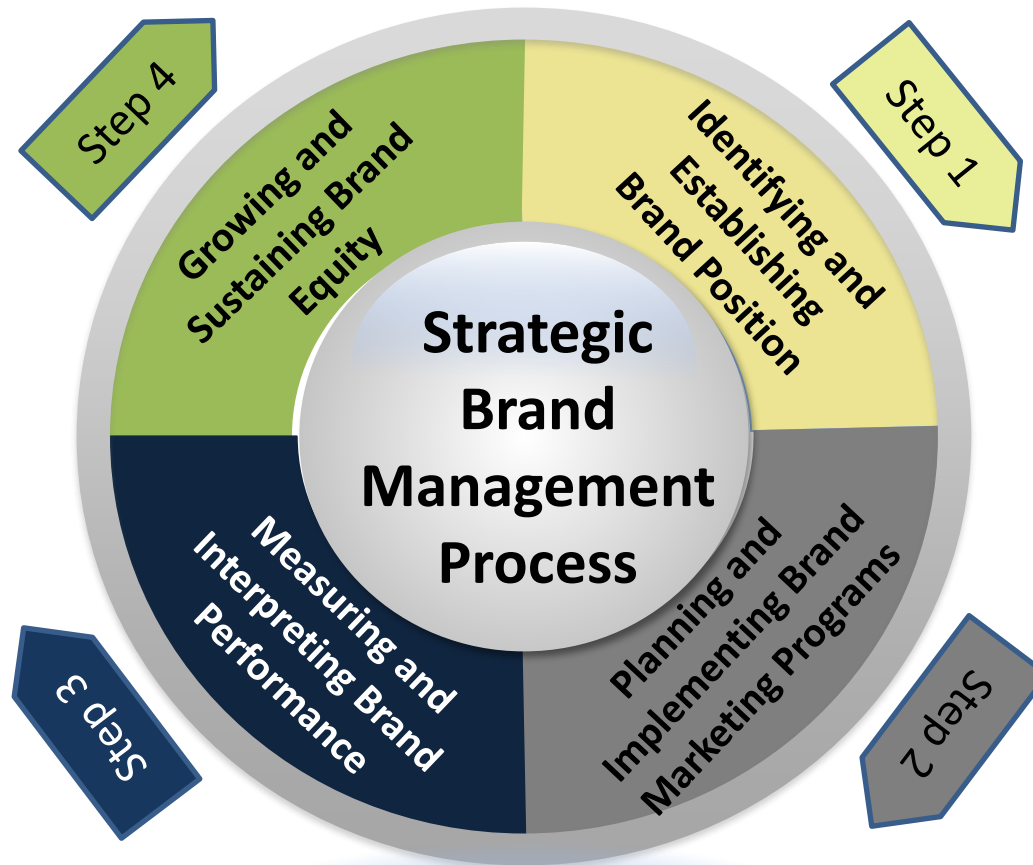 Strategic
Brand
Management
Process
Step 1
Identifying and
Establishing
Brand Position
Step 2
Planning and
Implementing Brand
Marketing Programs
Step 3
Measuring and
Interpreting Brand
Performance
Step 4
Growing and
Sustaining Brand
Equity